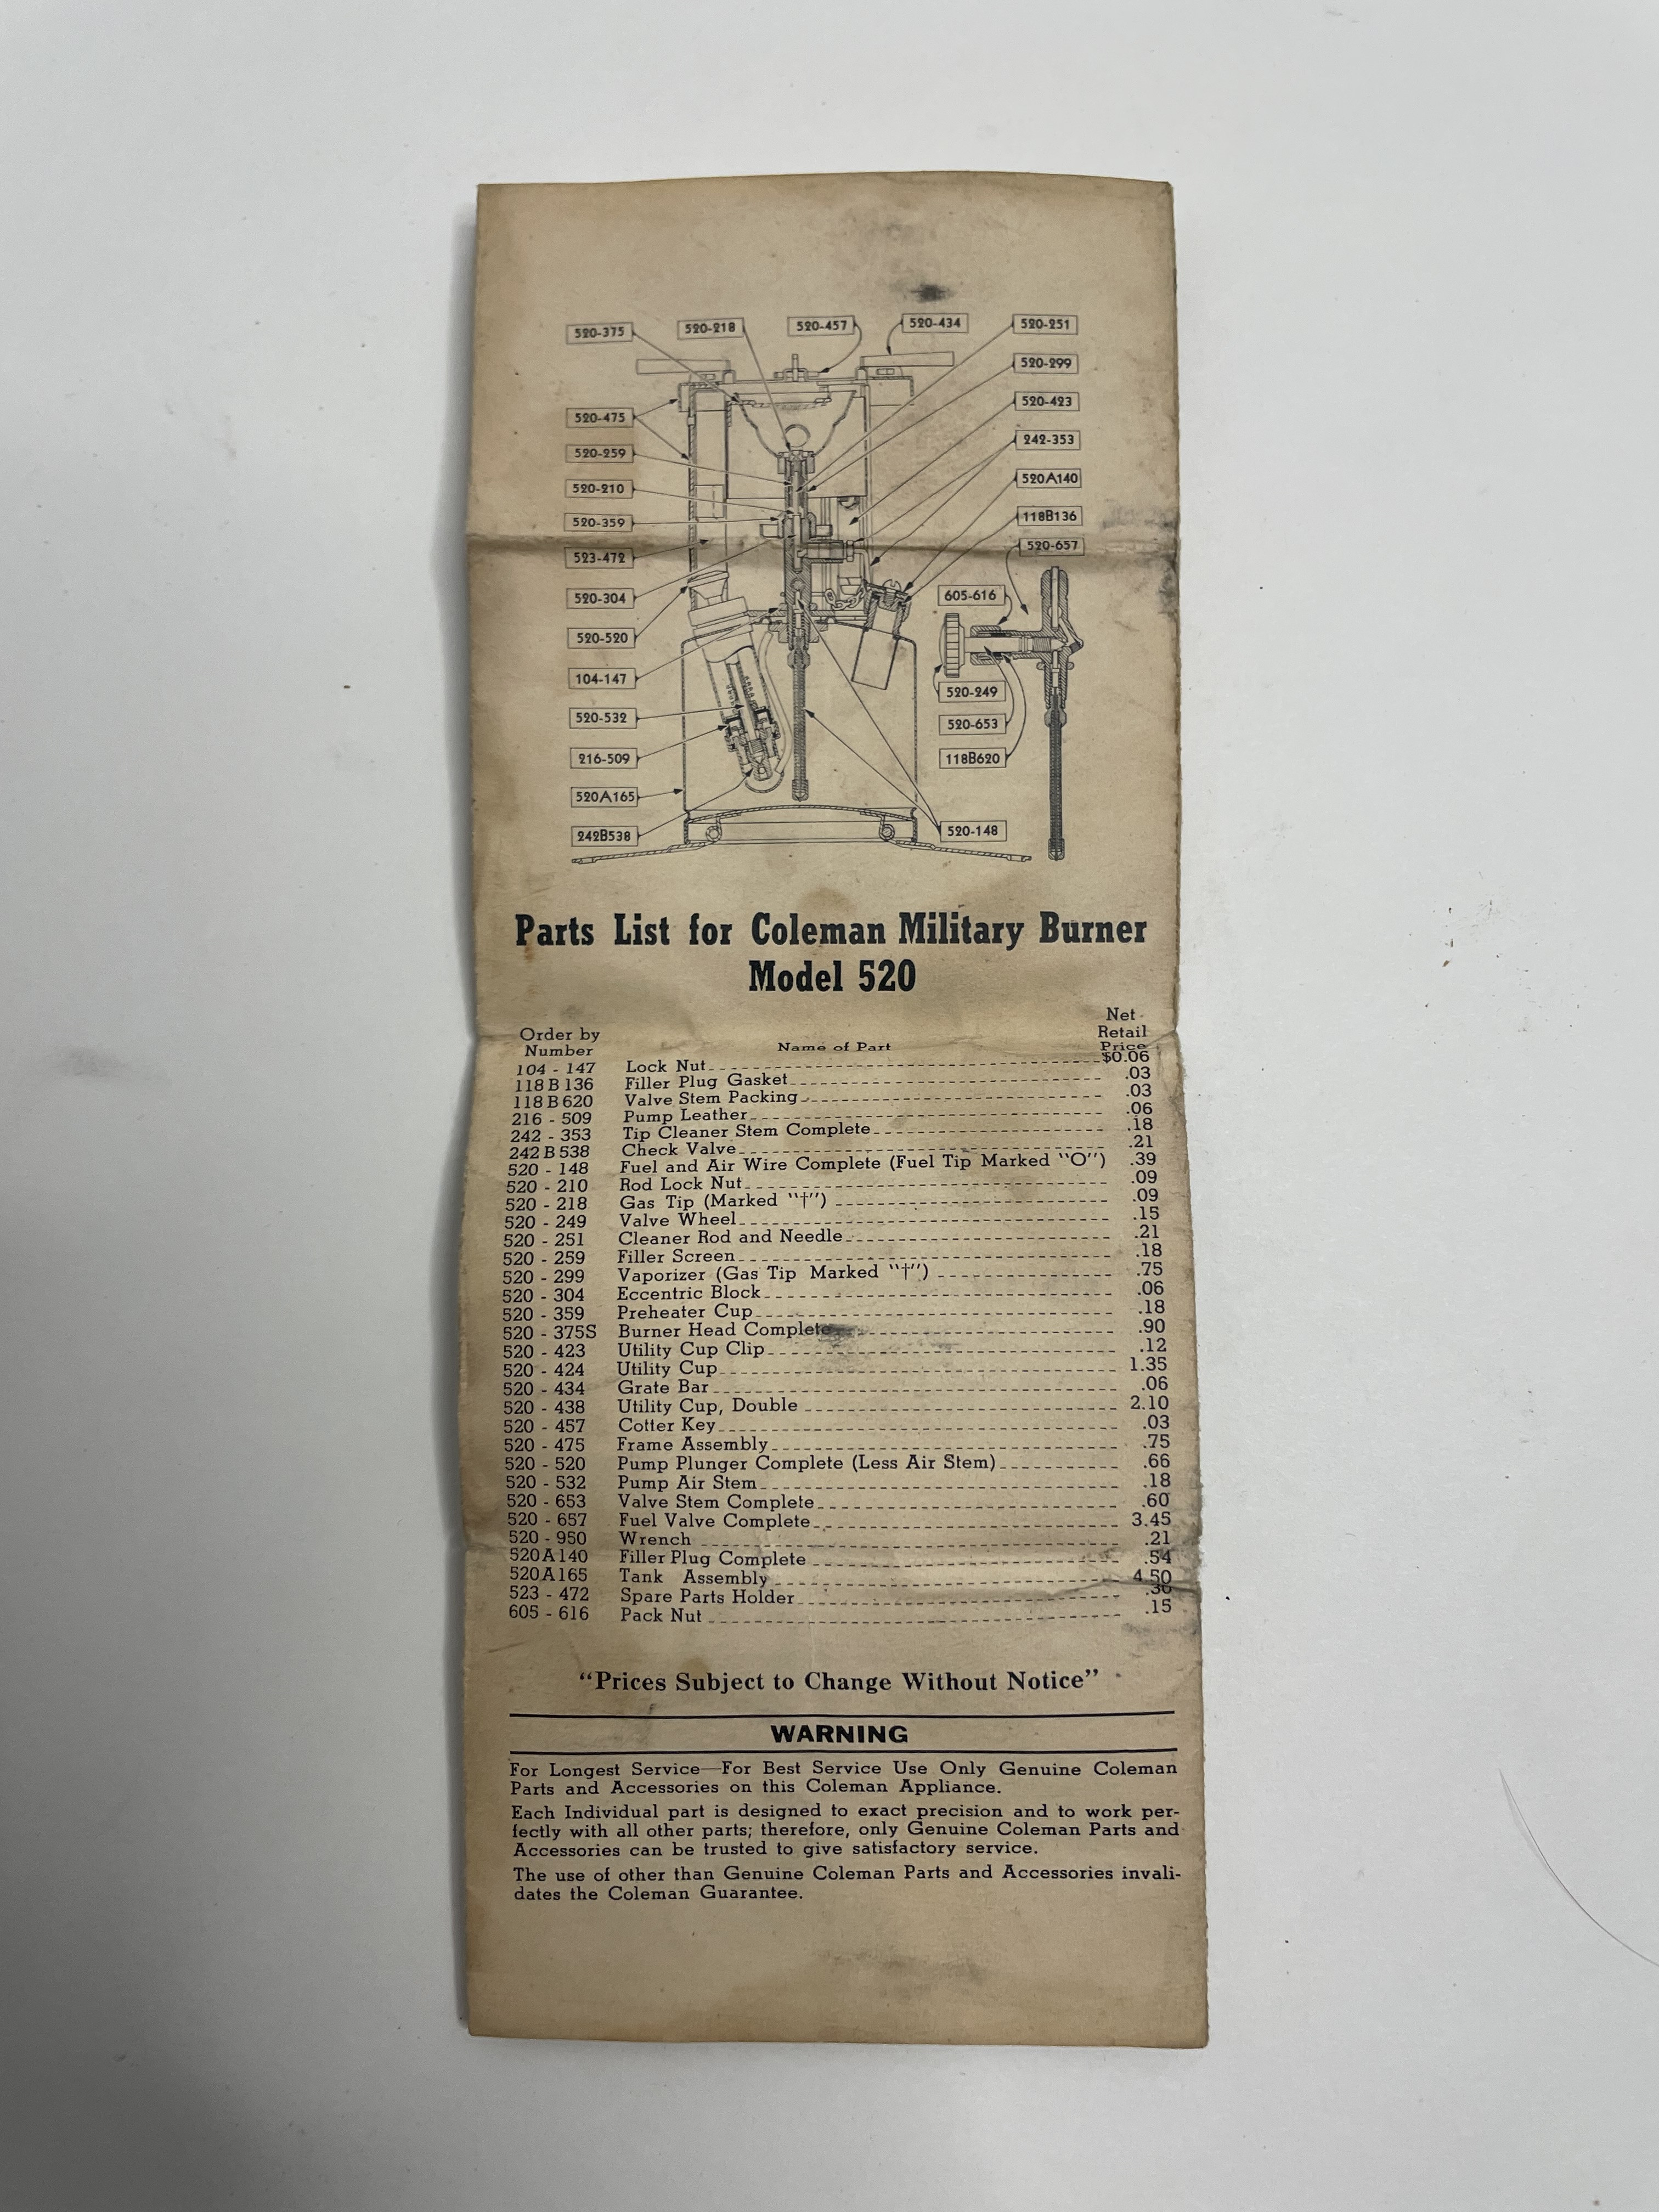 520-375
520-218
520-457
520-434
520-251
520-299
520-423
242-353
520A140
118B136
520-657
520-475
520-259
520-210
520-359
523-472
520-304
520-520
104-147
520-532
216-509
520A165
242B538
605-616
520-249
520-653
118B620
520-148
Parts List for Coleman Military Burner
Model 520
Order by Number
Name of Part
Net Retail Price
104 - 147 Lock Nut $0.06
118 B 136 Filler Plug Gasket .03
118 B 620 Valve Stem Packing .03
216 - 509 Pump Leather .06
242 - 353 Tip Cleaner Stem Complete .18
242 B 538 Check Valve .21
520 - 148 Fuel and Air Wire Complete (Fuel Tip Marked "O") .39
520 - 210 Rod Lock Nut .09
520 - 218 Gas Tip (Marked "†") .09
520 - 249 Valve Wheel .15
520 - 251 Cleaner Rod and Needle .21
520 - 259 Filler Screen .18
520 - 299 Vaporizer (Gas Tip Marked "†") .75
520 - 304 Eccentric Block .06
520 - 359 Preheater Cup .18
520 - 375S Burner Head Complete .90
520 - 423 Utility Cup Clip .12
520 - 424 Utility Cup 1.35
520 - 434 Grate Bar .06
520 - 438 Utility Cup, Double 2.10
520 - 457 Cotter Key .03
520 - 475 Frame Assembly .75
520 - 520 Pump Plunger Complete (Less Air Stem) .66
520 - 532 Pump Air Stem .18
520 - 653 Valve Stem Complete .60
520 - 657 Fuel Valve Complete 3.45
520 - 950 Wrench .21
520A140 Filler Plug Complete .54
520A165 Tank Assembly 4.50
523 - 472 Spare Parts Holder
605 - 616 Pack Nut .15
"Prices Subject to Change Without Notice"
WARNING
For Longest Service—For Best Service Use Only Genuine Coleman
Parts and Accessories on this Coleman Appliance.
Each Individual part is designed to exact precision and to work per-
fectly with all other parts; therefore, only Genuine Coleman Parts and
Accessories can be trusted to give satisfactory service.
The use of other than Genuine Coleman Parts and Accessories invali-
dates the Coleman Guarantee.